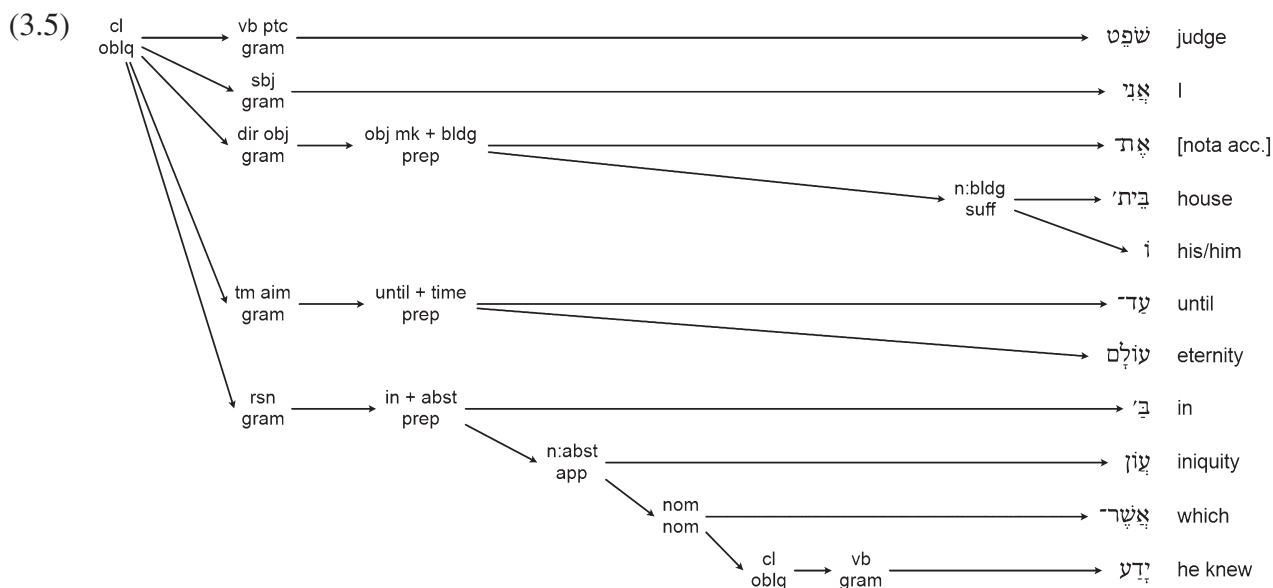 (3.5)
cl oblq vb ptc gram שֹׁפֵט judge
sbj gram אֲנִי I
dir obj gram obj mk + bldg prep אֶת־ [nota acc.]
n:bldg suff בֵּית׳ house
וֹ his/him
tm aim gram until + time prep עַד־ until
עוֹלָם eternity
rsn gram in + abst prep בַּ׳ in
n:abst app עֲוֺן iniquity
nom nom אֲשֶׁר־ which
cl oblq vb gram יָדַע he knew